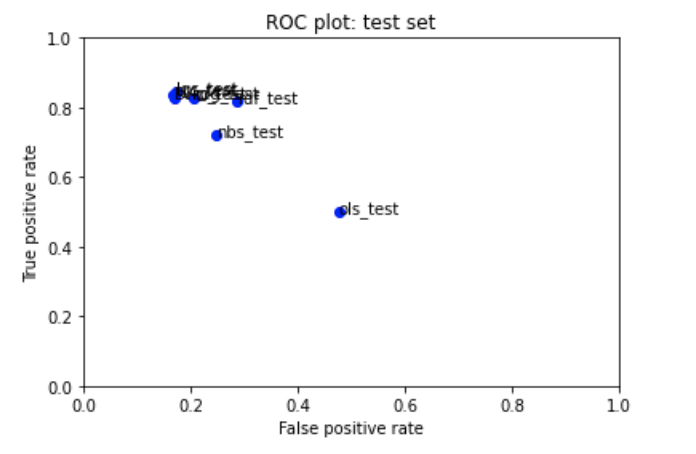 ROC plot: test set
1.0
0.8
nbs_test
0.6
ols_test
0.4
0.2
0.0
0.0 0.2 0.4 0.6 0.8 1.0
True positive rate
False positive rate